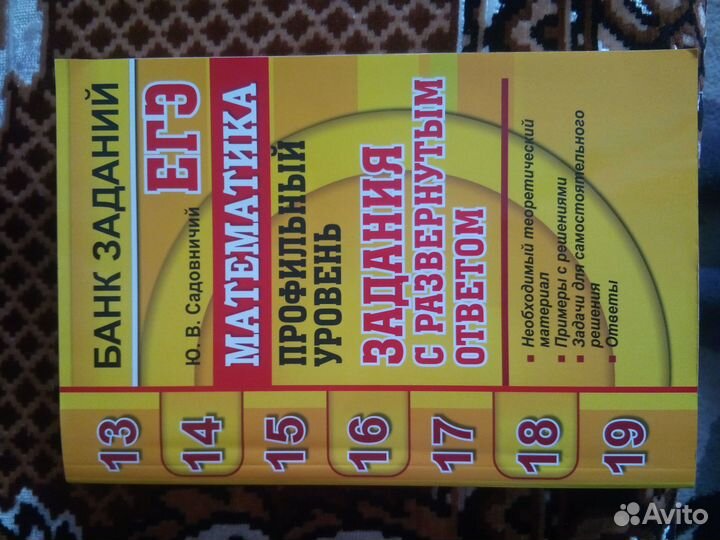 БАНК ЗАДАНИЙ
ЕГЭ
Ю. В. Садовничий
МАТЕМАТИКА
ПРОФИЛЬНЫЙ
УРОВЕНЬ
ЗАДАНИЯ
С РАЗВЕРНУТЫМ
ОТВЕТОМ
Необходимый теоретический
материал
Примеры с решениями
Задачи для самостоятельного
решения
Ответы
13
14
15
16
17
18
19
Avito